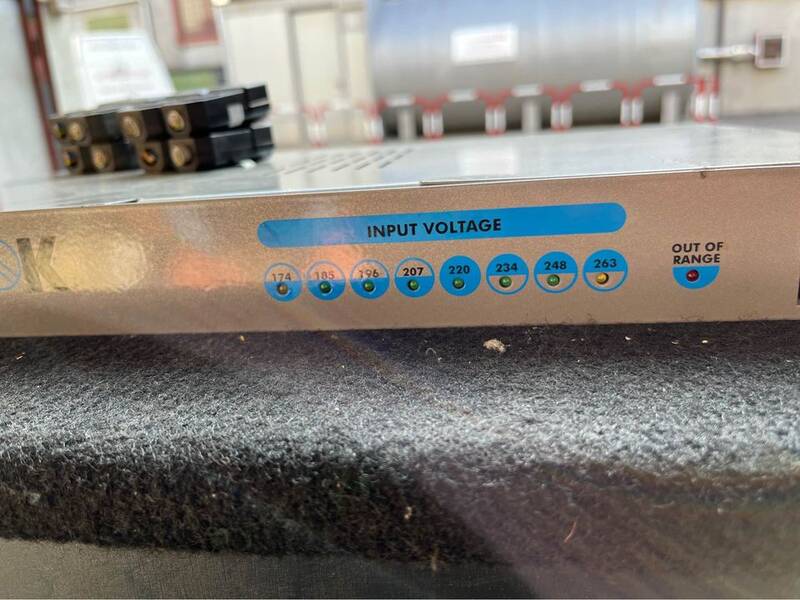 INPUT VOLTAGE
174 185 196 207 220 234 248 263
OUT OF
RANGE